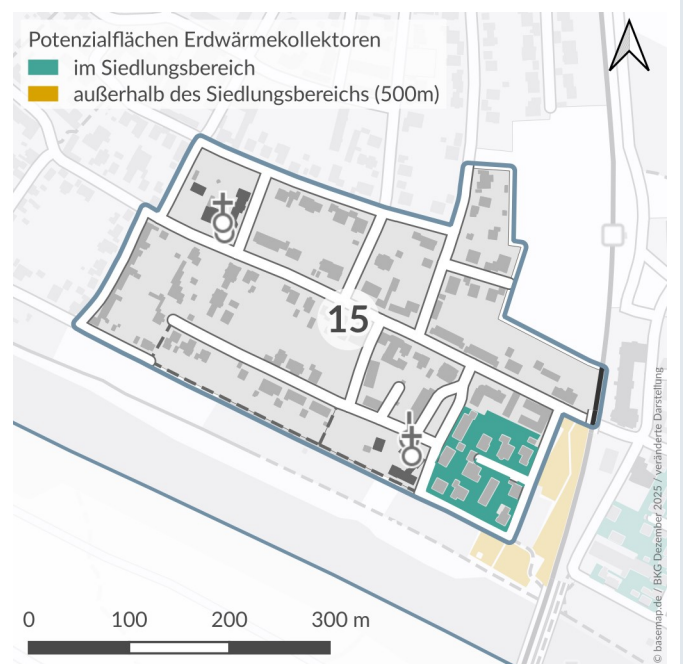 Potenzialflächen Erdwärmekollektoren
im Siedlungsbereich
außerhalb des Siedlungsbereichs (500m)
15
0 100 200 300 m
© basemap.de / BKG Dezember 2025 / veränderte Darstellung